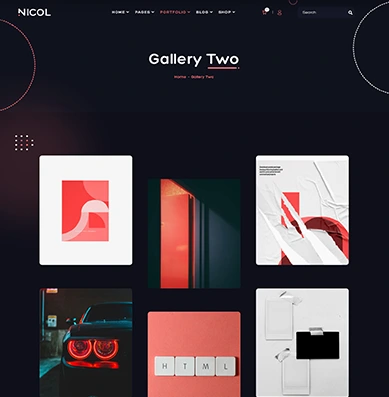 NICOL
HOME PAGES PORTFOLIO BLOG SHOP
Search
Gallery Two
Home - Gallery Two
H T M L